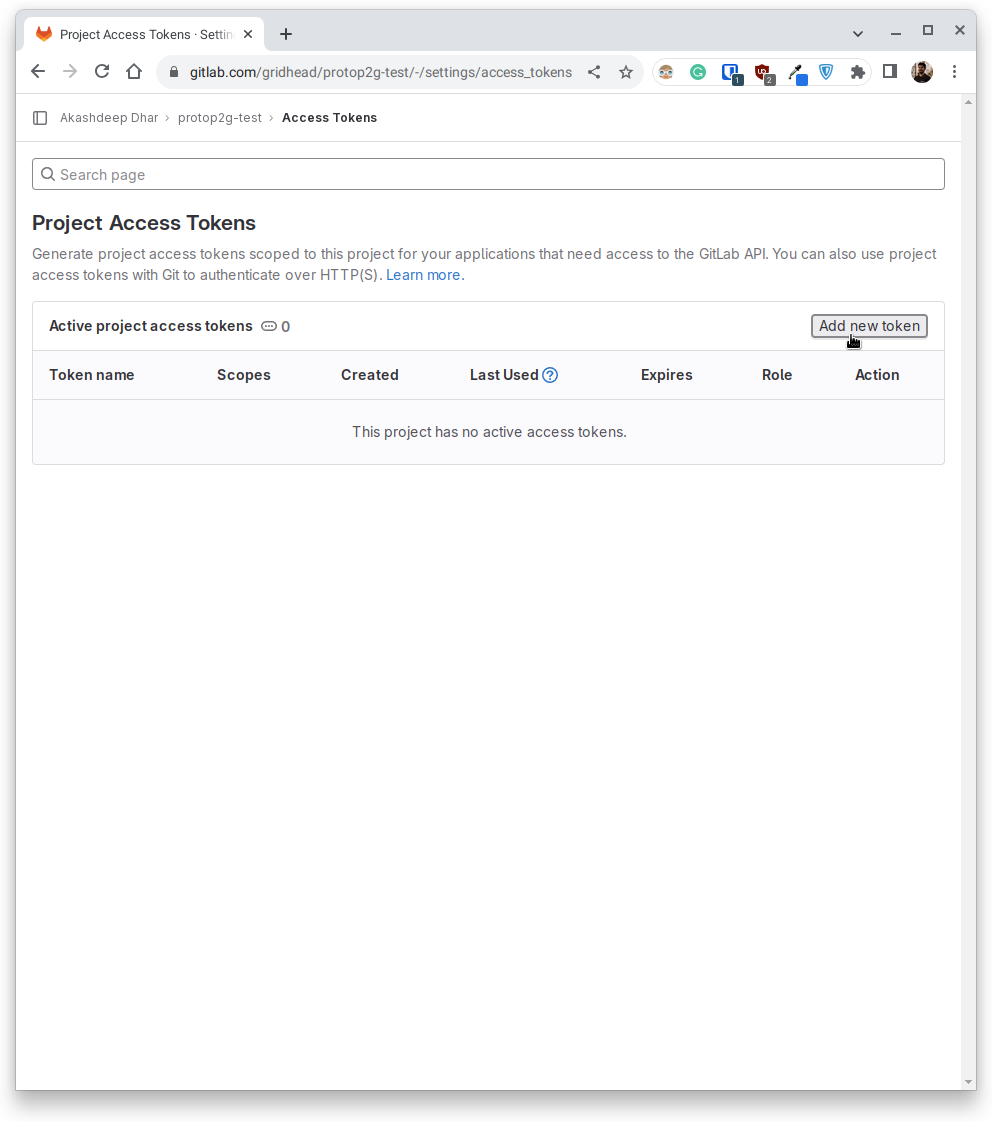 Project Access Tokens · Settin
gitlab.com/gridhead/protop2g-test/-/settings/access_tokens
1
2
Akashdeep Dhar › protop2g-test › Access Tokens
Search page
Project Access Tokens
Generate project access tokens scoped to this project for your applications that need access to the GitLab API. You can also use project
access tokens with Git to authenticate over HTTP(S). Learn more.
Active project access tokens 0 Add new token
Token name Scopes Created Last Used ? Expires Role Action
This project has no active access tokens.